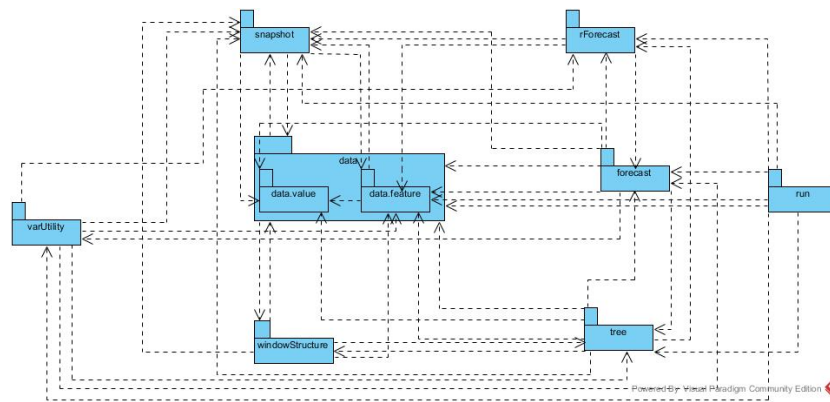 snapshot
rForecast
data
forecast
data.value
data.feature
run
varUtility
windowStructure
tree
Powered By Visual Paradigm Community Edition